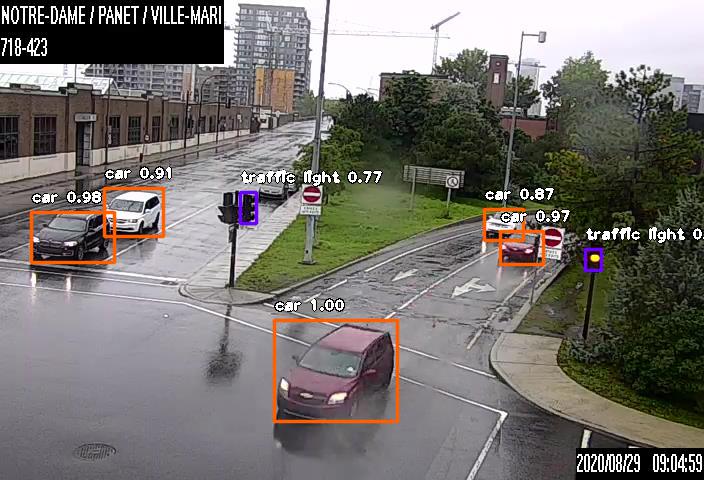 NOTRE-DAME / PANET / VILLE-MARI
718-423
car 0.91
car 0.98
traffic light 0.77
car 0.87
car 0.97
traffic light 0.
car 1.00
2020/08/29 09:04:59